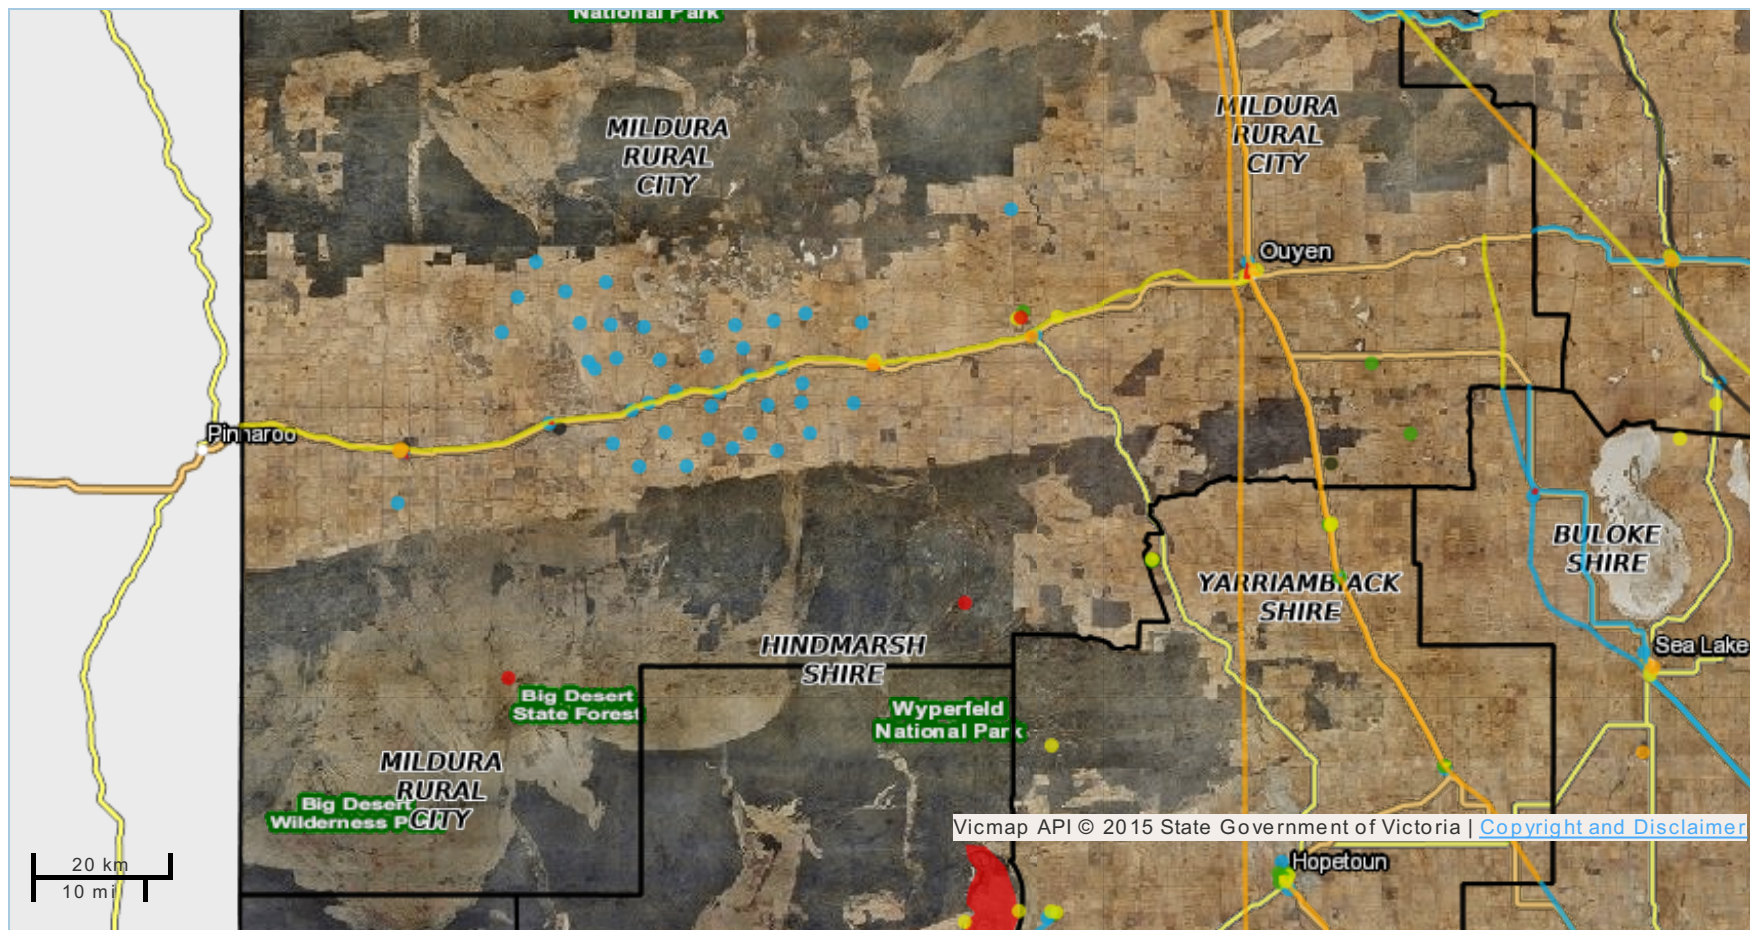 National Park
MILDURA
RURAL
CITY
MILDURA
RURAL
CITY
Ouyen
Pinnaroo
BULOKE
SHIRE
YARRIAMBIACK
SHIRE
HINDMARSH
SHIRE
Sea Lake
Big Desert
State Forest
Wyperfeld
National Park
MILDURA
RURAL
CITY
Big Desert
Wilderness Park
Vicmap API © 2015 State Government of Victoria | Copyright and Disclaimer
20 km
10 mi
Hopetoun